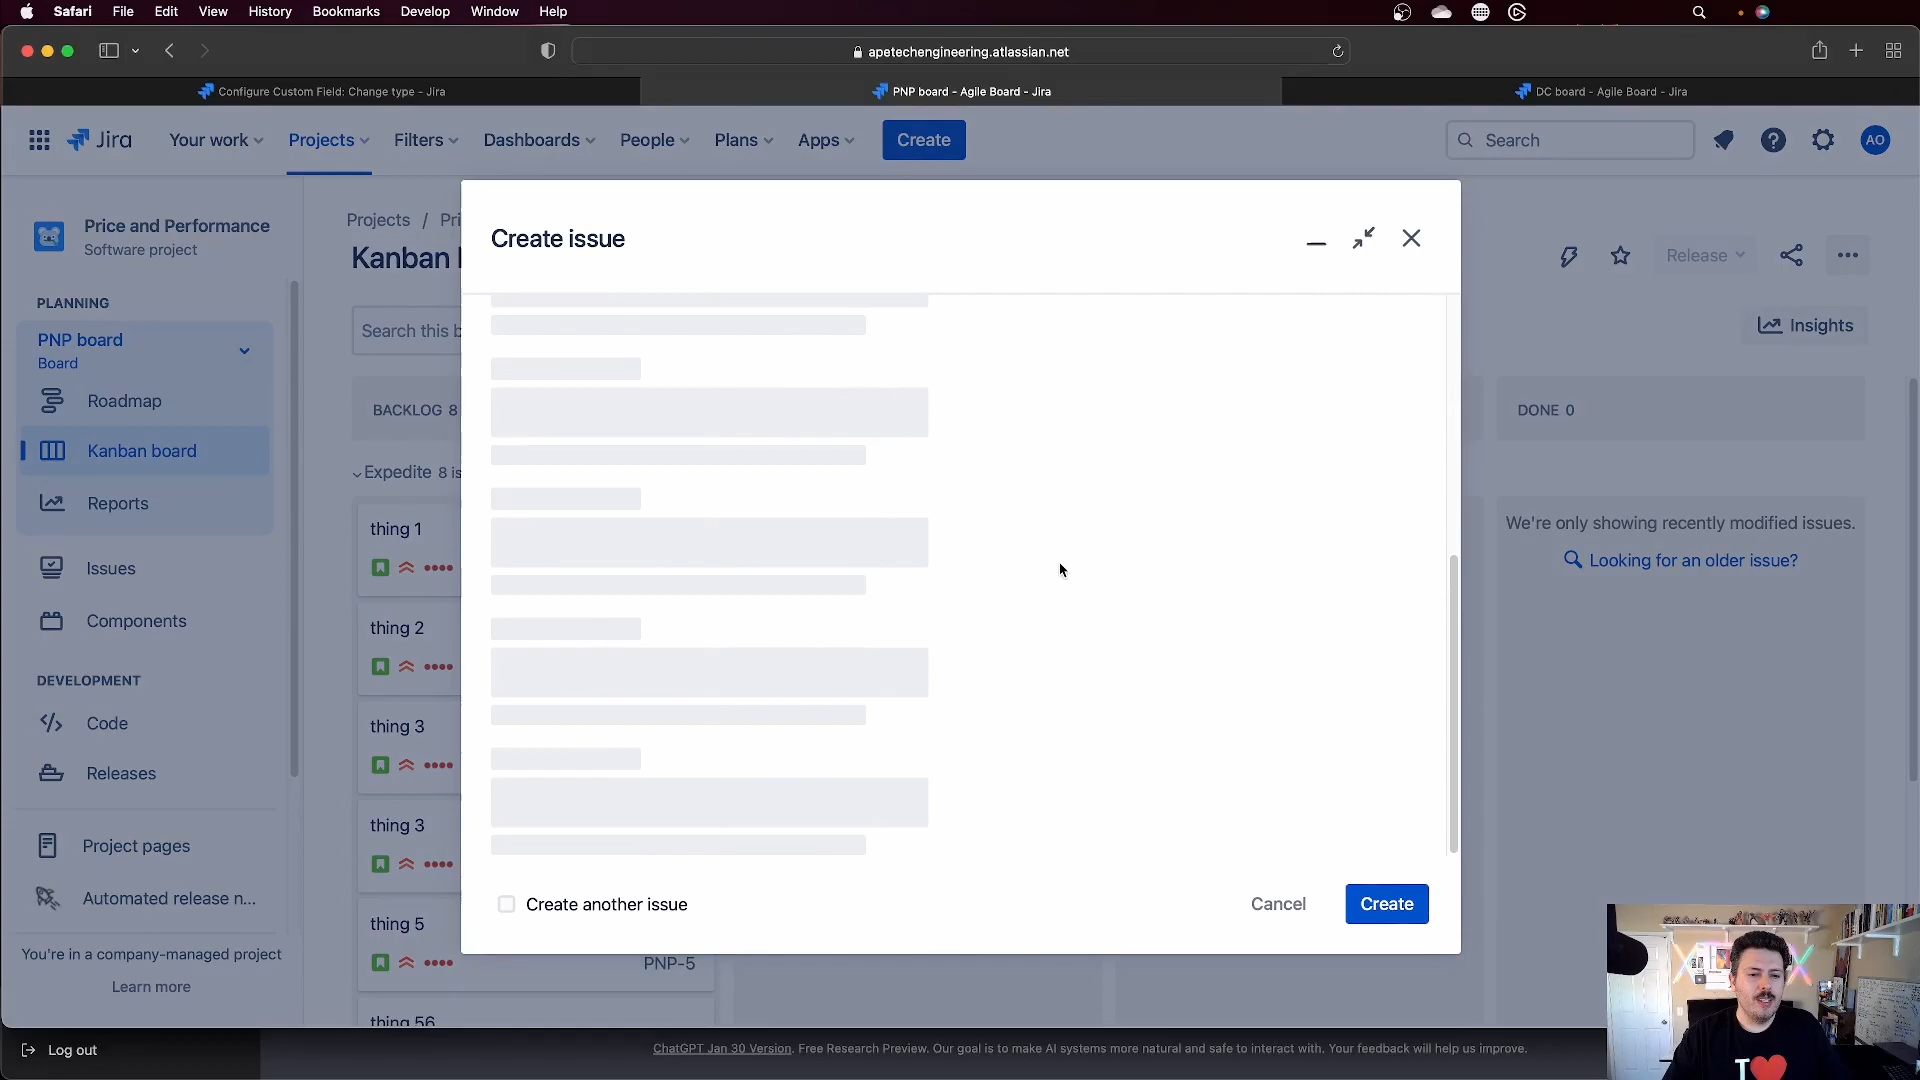 Safari File Edit View History Bookmarks Develop Window Help
apetechengineering.atlassian.net
Configure Custom Field: Change type - Jira
PNP board - Agile Board - Jira
DC board - Agile Board - Jira
Jira
Your work
Projects
Filters
Dashboards
People
Plans
Apps
Create
Search
AO
Price and Performance
Software project
PLANNING
PNP board
Board
Roadmap
Kanban board
Reports
Issues
Components
DEVELOPMENT
Code
Releases
Project pages
Automated release n...
You're in a company-managed project
Learn more
Log out
Projects / Pri
Kanban
Search this b
BACKLOG 8
Expedite 8 is
thing 1
thing 2
thing 3
thing 3
thing 5
PNP-5
thing 56
Create issue
Create another issue
Cancel
Create
Release
Insights
DONE 0
We're only showing recently modified issues.
Looking for an older issue?
ChatGPT Jan 30 Version. Free Research Preview. Our goal is to make AI systems more natural and safe to interact with. Your feedback will help us improve.
I